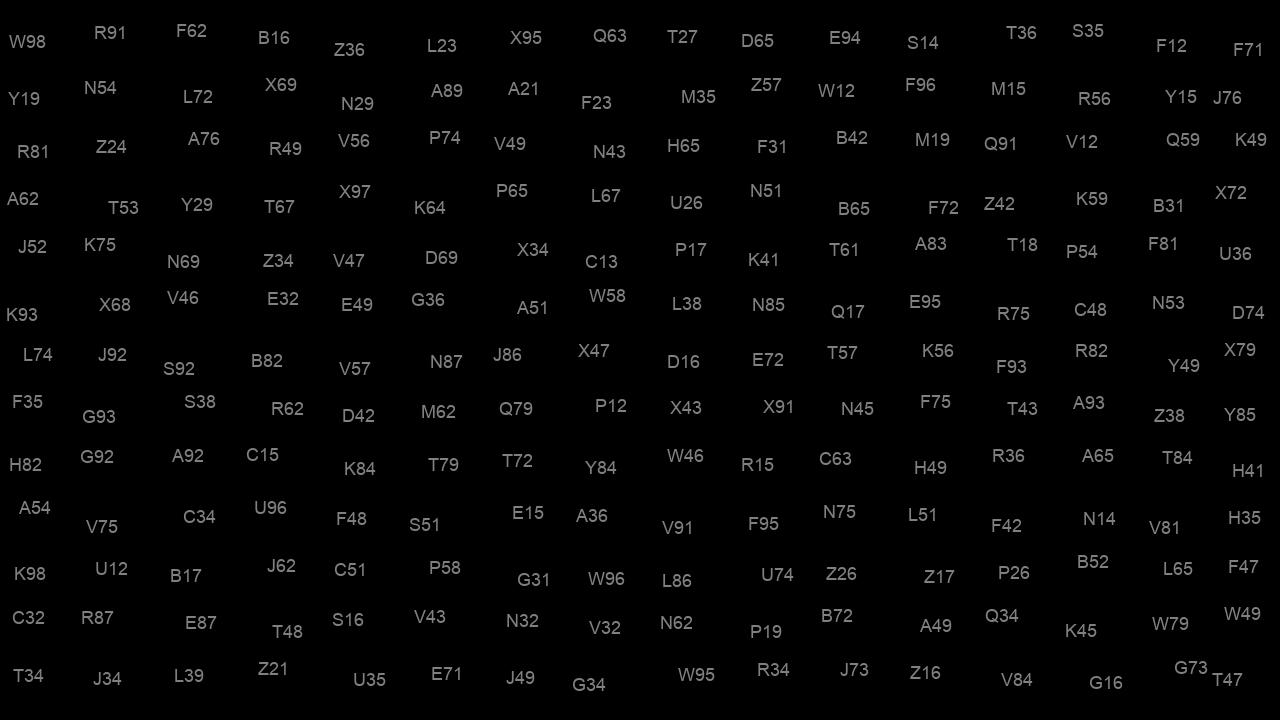 W98 R91 F62 B16 Z36 L23 X95 Q63 T27 D65 E94 S14 T36 S35 F12 F71
Y19 N54 L72 X69 N29 A89 A21 F23 M35 Z57 W12 F96 M15 R56 Y15 J76
R81 Z24 A76 R49 V56 P74 V49 N43 H65 F31 B42 M19 Q91 V12 Q59 K49
A62 T53 Y29 T67 X97 K64 P65 L67 U26 N51 B65 F72 Z42 K59 B31 X72
J52 K75 N69 Z34 V47 D69 X34 C13 P17 K41 T61 A83 T18 P54 F81 U36
K93 X68 V46 E32 E49 G36 A51 W58 L38 N85 Q17 E95 R75 C48 N53 D74
L74 J92 S92 B82 V57 N87 J86 X47 D16 E72 T57 K56 F93 R82 Y49 X79
F35 G93 S38 R62 D42 M62 Q79 P12 X43 X91 N45 F75 T43 A93 Z38 Y85
H82 G92 A92 C15 K84 T79 T72 Y84 W46 R15 C63 H49 R36 A65 T84 H41
A54 V75 C34 U96 F48 S51 E15 A36 V91 F95 N75 L51 F42 N14 V81 H35
K98 U12 B17 J62 C51 P58 G31 W96 L86 U74 Z26 Z17 P26 B52 L65 F47
C32 R87 E87 T48 S16 V43 N32 V32 N62 P19 B72 A49 Q34 K45 W79 W49
T34 J34 L39 Z21 U35 E71 J49 G34 W95 R34 J73 Z16 V84 G16 G73 T47